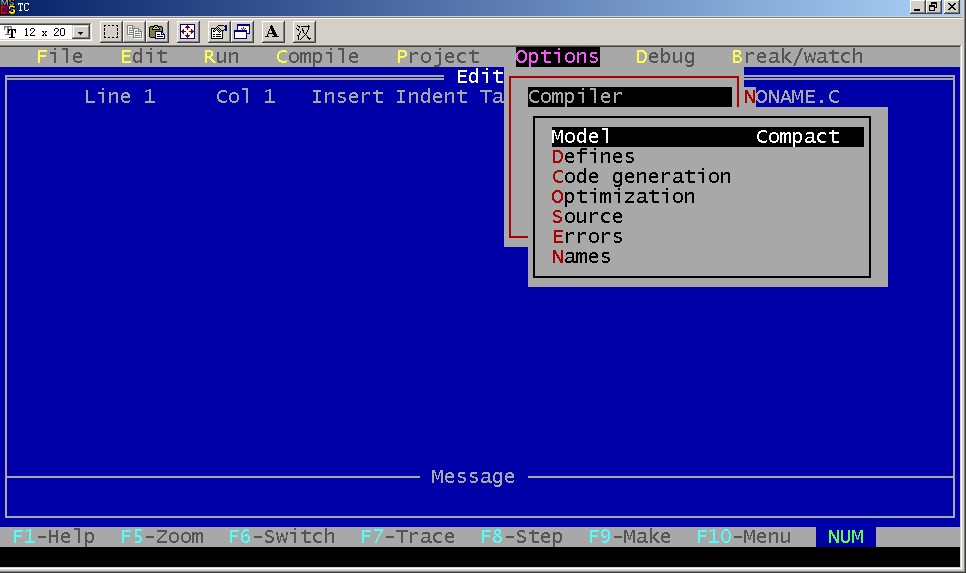 TC
12 x 20 A 汉
File Edit Run Compile Project Options Debug Break/watch
Edit
Line 1 Col 1 Insert Indent Ta Compiler NONAME.C
Model Compact
Defines
Code generation
Optimization
Source
Errors
Names
Message
F1-Help F5-Zoom F6-Switch F7-Trace F8-Step F9-Make F10-Menu NUM